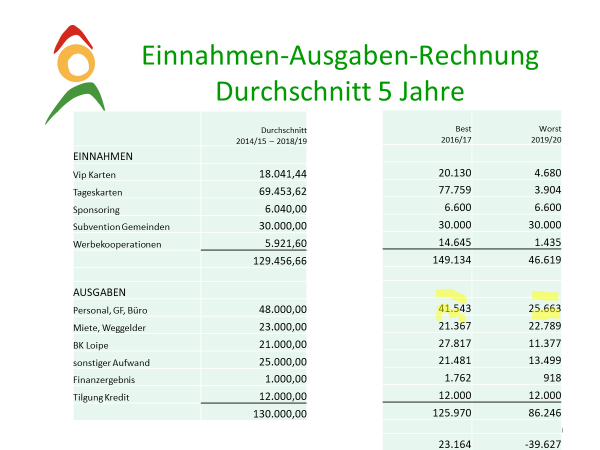 Einnahmen-Ausgaben-Rechnung
Durchschnitt 5 Jahre
Durchschnitt Best Worst
2014/15 – 2018/19 2016/17 2019/20
EINNAHMEN
Vip Karten 18.041,44 20.130 4.680
Tageskarten 69.453,62 77.759 3.904
Sponsoring 6.040,00 6.600 6.600
Subvention Gemeinden 30.000,00 30.000 30.000
Werbekooperationen 5.921,60 14.645 1.435
129.456,66 149.134 46.619
AUSGABEN
Personal, GF, Büro 48.000,00 41.543 25.663
Miete, Weggelder 23.000,00 21.367 22.789
BK Loipe 21.000,00 27.817 11.377
sonstiger Aufwand 25.000,00 21.481 13.499
Finanzergebnis 1.000,00 1.762 918
Tilgung Kredit 12.000,00 12.000 12.000
130.000,00 125.970 86.246
23.164 -39.627